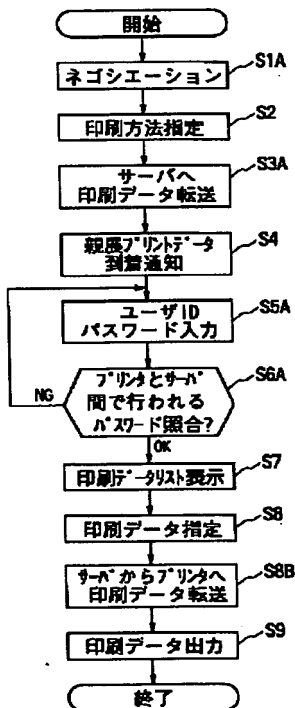 開始
ネゴシエーション
S1A
印刷方法指定
S2
サーバへ
印刷データ転送
S3A
親展プリントデータ
到着通知
S4
ユーザID
パスワード入力
S5A
プリンタとサーバ
間で行われる
パスワード照合?
S6A
NG
OK
印刷データリスト表示
S7
印刷データ指定
S8
サーバからプリンタへ
印刷データ転送
S8B
印刷データ出力
S9
終了